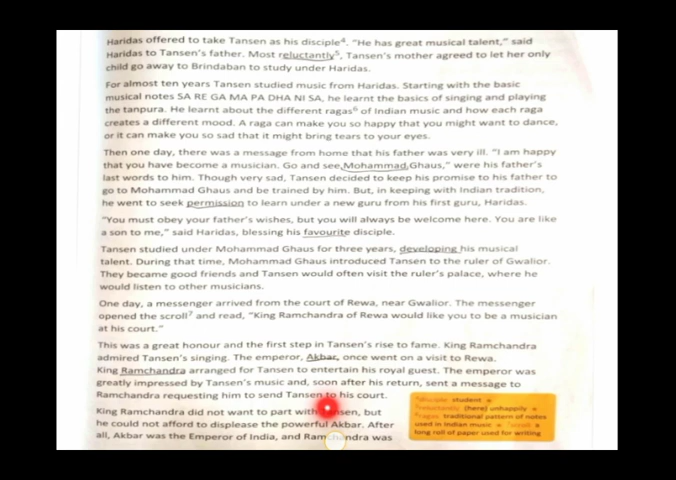 Haridas offered to take Tansen as his disciple⁴. "He has great musical talent," said
Haridas to Tansen's father. Most reluctantly⁵, Tansen's mother agreed to let her only
child go away to Brindaban to study under Haridas.
For almost ten years Tansen studied music from Haridas. Starting with the basic
musical notes SA RE GA MA PA DHA NI SA, he learnt the basics of singing and playing
the tanpura. He learnt about the different ragas⁶ of Indian music and how each raga
creates a different mood. A raga can make you so happy that you might want to dance,
or it can make you so sad that it might bring tears to your eyes.
Then one day, there was a message from home that his father was very ill. "I am happy
that you have become a musician. Go and see Mohammad Ghaus," were his father's
last words to him. Though very sad, Tansen decided to keep his promise to his father to
go to Mohammad Ghaus and be trained by him. But, in keeping with Indian tradition,
he went to seek permission to learn under a new guru from his first guru, Haridas.
"You must obey your father's wishes, but you will always be welcome here. You are like
a son to me," said Haridas, blessing his favourite disciple.
Tansen studied under Mohammad Ghaus for three years, developing his musical
talent. During that time, Mohammad Ghaus introduced Tansen to the ruler of Gwalior.
They became good friends and Tansen would often visit the ruler's palace, where he
would listen to other musicians.
One day, a messenger arrived from the court of Rewa, near Gwalior. The messenger
opened the scroll⁷ and read, "King Ramchandra of Rewa would like you to be a musician
at his court."
This was a great honour and the first step in Tansen's rise to fame. King Ramchandra
admired Tansen's singing. The emperor, Akbar, once went on a visit to Rewa.
King Ramchandra arranged for Tansen to entertain his royal guest. The emperor was
greatly impressed by Tansen's music and, soon after his return, sent a message to
Ramchandra requesting him to send Tansen to his court.
King Ramchandra did not want to part with Tansen, but
he could not afford to displease the powerful Akbar. After
all, Akbar was the Emperor of India, and Ramchandra was
⁴disciple student
⁵reluctantly (here) unhappily
⁶ragas traditional pattern of notes
used in Indian music ⁷scroll a
long roll of paper used for writing